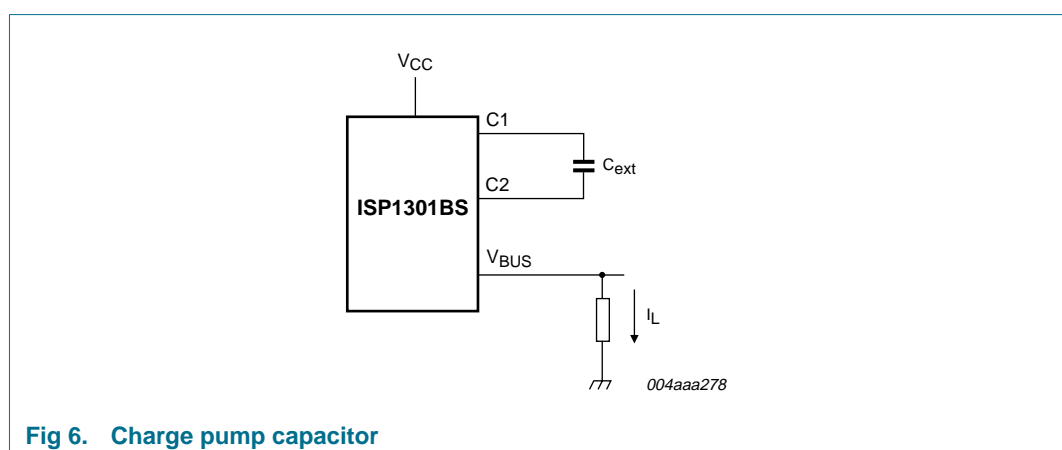 VCC
C1
Cext
C2
ISP1301BS
VBUS
IL
004aaa278
Fig 6. Charge pump capacitor